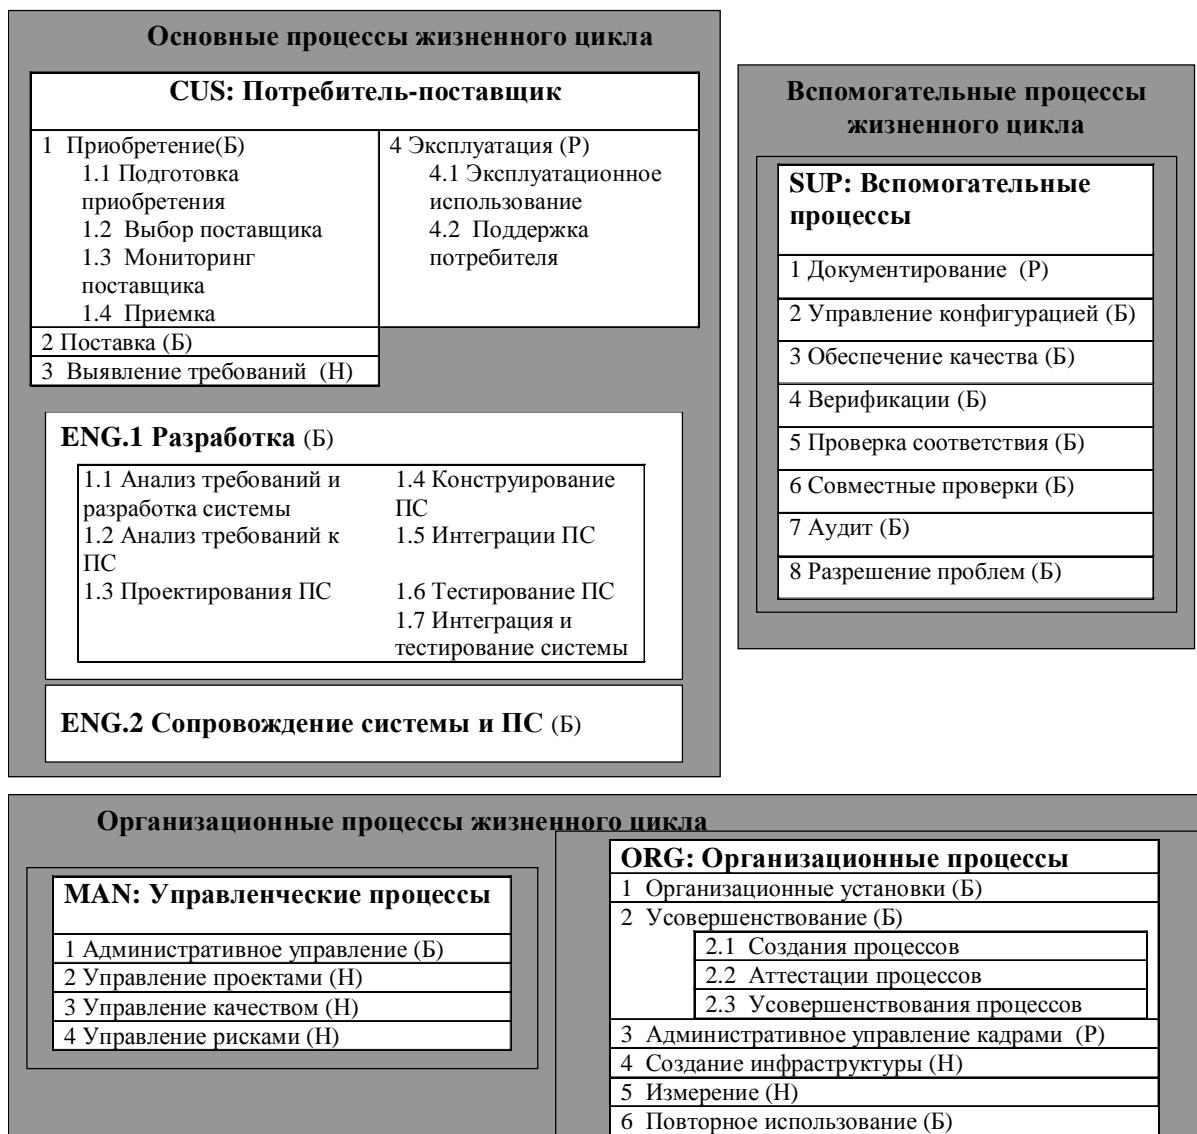 Основные процессы жизненного цикла
CUS: Потребитель-поставщик
1 Приобретение(Б)
1.1 Подготовка
приобретения
1.2 Выбор поставщика
1.3 Мониторинг
поставщика
1.4 Приемка
2 Поставка (Б)
3 Выявление требований (Н)
4 Эксплуатация (Р)
4.1 Эксплуатационное
использование
4.2 Поддержка
потребителя
ENG.1 Разработка (Б)
1.1 Анализ требований и
разработка системы
1.2 Анализ требований к
ПС
1.3 Проектирования ПС
1.4 Конструирование
ПС
1.5 Интеграции ПС
1.6 Тестирование ПС
1.7 Интеграция и
тестирование системы
ENG.2 Сопровождение системы и ПС (Б)
Вспомогательные процессы
жизненного цикла
SUP: Вспомогательные
процессы
1 Документирование (Р)
2 Управление конфигурацией (Б)
3 Обеспечение качества (Б)
4 Верификации (Б)
5 Проверка соответствия (Б)
6 Совместные проверки (Б)
7 Аудит (Б)
8 Разрешение проблем (Б)
Организационные процессы жизненного цикла
MAN: Управленческие процессы
1 Административное управление (Б)
2 Управление проектами (Н)
3 Управление качеством (Н)
4 Управление рисками (Н)
ORG: Организационные процессы
1 Организационные установки (Б)
2 Усовершенствование (Б)
2.1 Создания процессов
2.2 Аттестации процессов
2.3 Усовершенствования процессов
3 Административное управление кадрами (Р)
4 Создание инфраструктуры (Н)
5 Измерение (Н)
6 Повторное использование (Б)